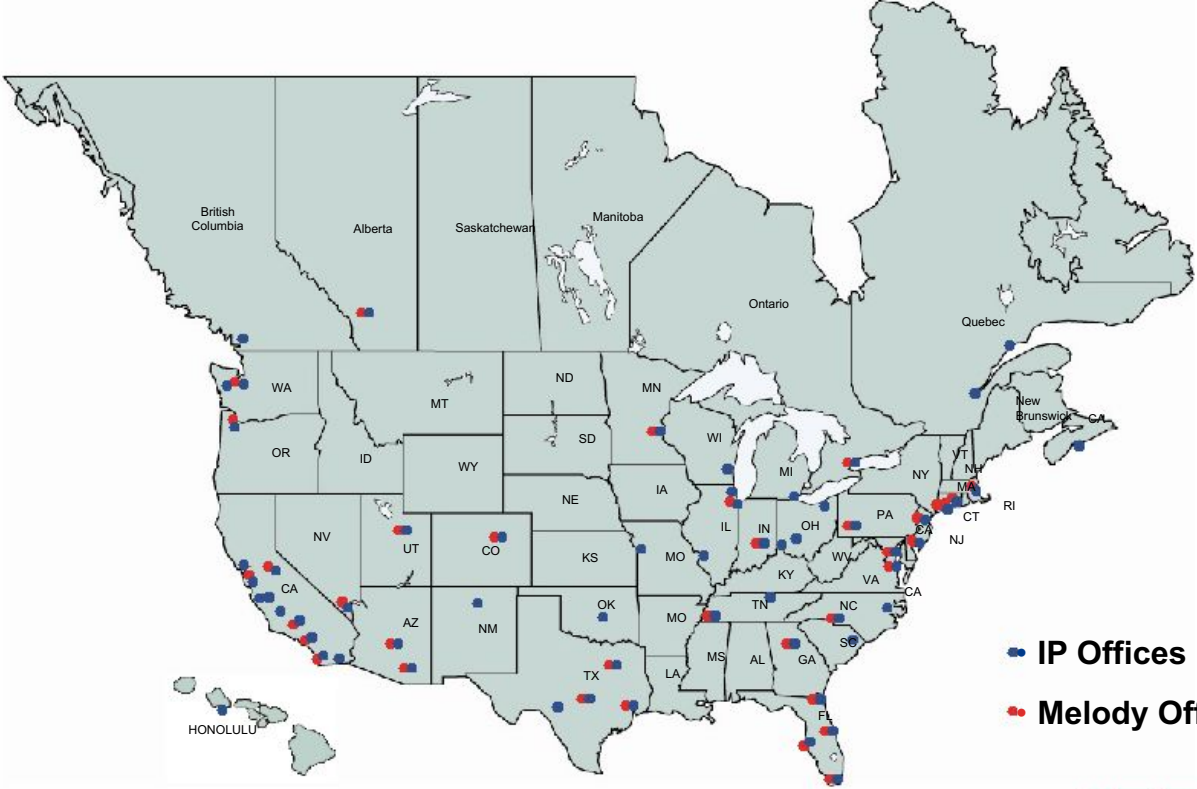 British
Columbia
Alberta
Saskatchewan
Manitoba
Ontario
Quebec
New
Brunswick
CA
WA
MT
ND
MN
OR
ID
WY
SD
WI
MI
NY
VT
NH
MA
RI
CT
NV
UT
CO
NE
IA
IL
IN
OH
PA
CA
NJ
CA
KS
MO
WV
VA
KY
CA
AZ
NM
OK
MO
TN
NC
SC
MS
AL
GA
TX
LA
FL
HONOLULU
IP Offices
Melody Off